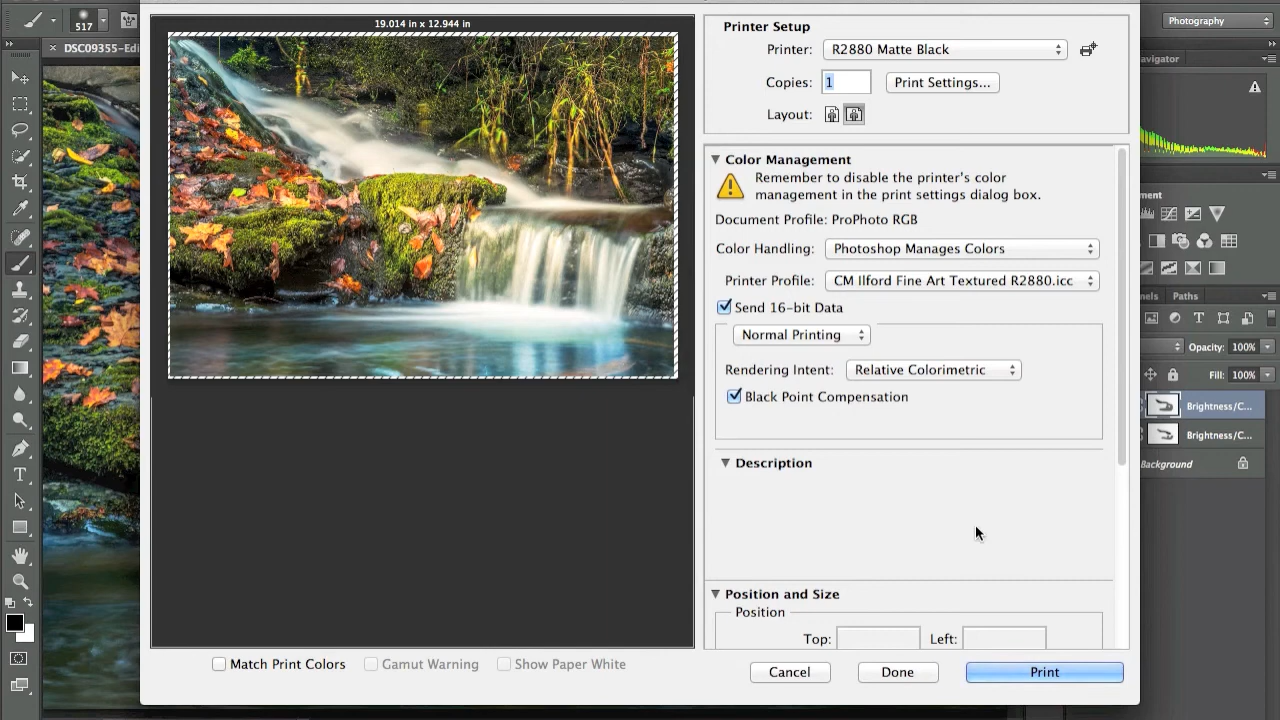 517
Photography
DSC09355-Edi
avigator
19.014 in x 12.944 in
Printer Setup
Printer: R2880 Matte Black
Copies: 1 Print Settings...
Layout:
Color Management
Remember to disable the printer's color
management in the print settings dialog box.
Document Profile: ProPhoto RGB
Color Handling: Photoshop Manages Colors
Printer Profile: CM Ilford Fine Art Textured R2880.icc
Send 16-bit Data
Normal Printing
Rendering Intent: Relative Colorimetric
Black Point Compensation
Description
Position and Size
Position
Top: Left:
Match Print Colors Gamut Warning Show Paper White
Cancel Done Print
ment
nels Paths
Opacity: 100%
Fill: 100%
Brightness/C...
Brightness/C...
Background